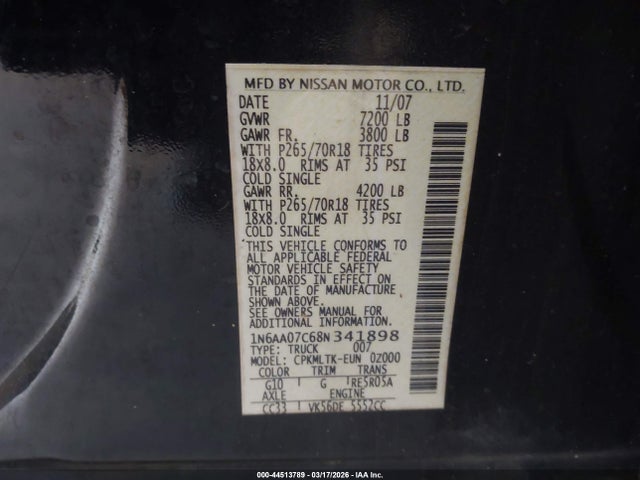 MFD BY NISSAN MOTOR CO., LTD.
DATE 11/07
GVWR 7200 LB
GAWR FR. 3800 LB
WITH P265/70R18 TIRES
18X8.0 RIMS AT 35 PSI
COLD SINGLE
GAWR RR. 4200 LB
WITH P265/70R18 TIRES
18X8.0 RIMS AT 35 PSI
COLD SINGLE
THIS VEHICLE CONFORMS TO
ALL APPLICABLE FEDERAL
MOTOR VEHICLE SAFETY
STANDARDS IN EFFECT ON
THE DATE OF MANUFACTURE
SHOWN ABOVE.
SEE OWNERS MANUAL FOR
ADDITIONAL INFORMATION.
1N6AA07C68N341898
TYPE: TRUCK 007
MODEL: CPKMLTK-EUN 0Z000
COLOR TRIM TRANS
G10 G RE5R05A
AXLE ENGINE
CC33 VK56DE 5552CC
000-44513789 - 03/17/2026 - IAA Inc.